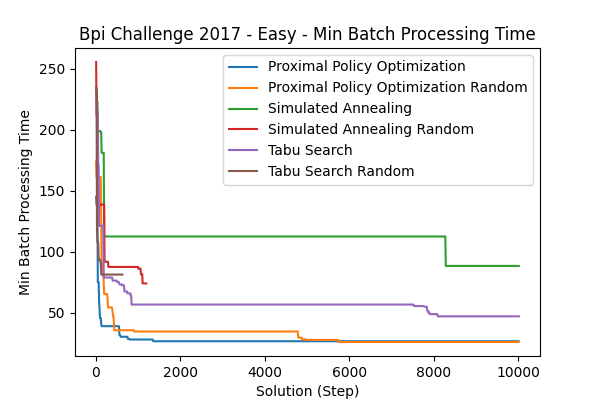 Bpi Challenge 2017 - Easy - Min Batch Processing Time
Min Batch Processing Time
250
200
150
100
50
Proximal Policy Optimization
Proximal Policy Optimization Random
Simulated Annealing
Simulated Annealing Random
Tabu Search
Tabu Search Random
0
2000
4000
6000
8000
10000
Solution (Step)